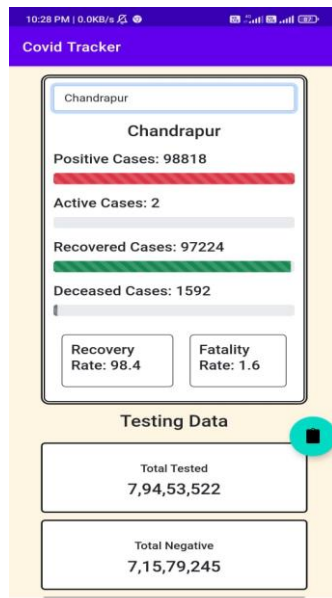 10:28 PM | 0.0KB/s
87
Covid Tracker
Chandrapur
Chandrapur
Positive Cases: 98818
Active Cases: 2
Recovered Cases: 97224
Deceased Cases: 1592
Recovery
Rate: 98.4
Fatality
Rate: 1.6
Testing Data
Total Tested
7,94,53,522
Total Negative
7,15,79,245